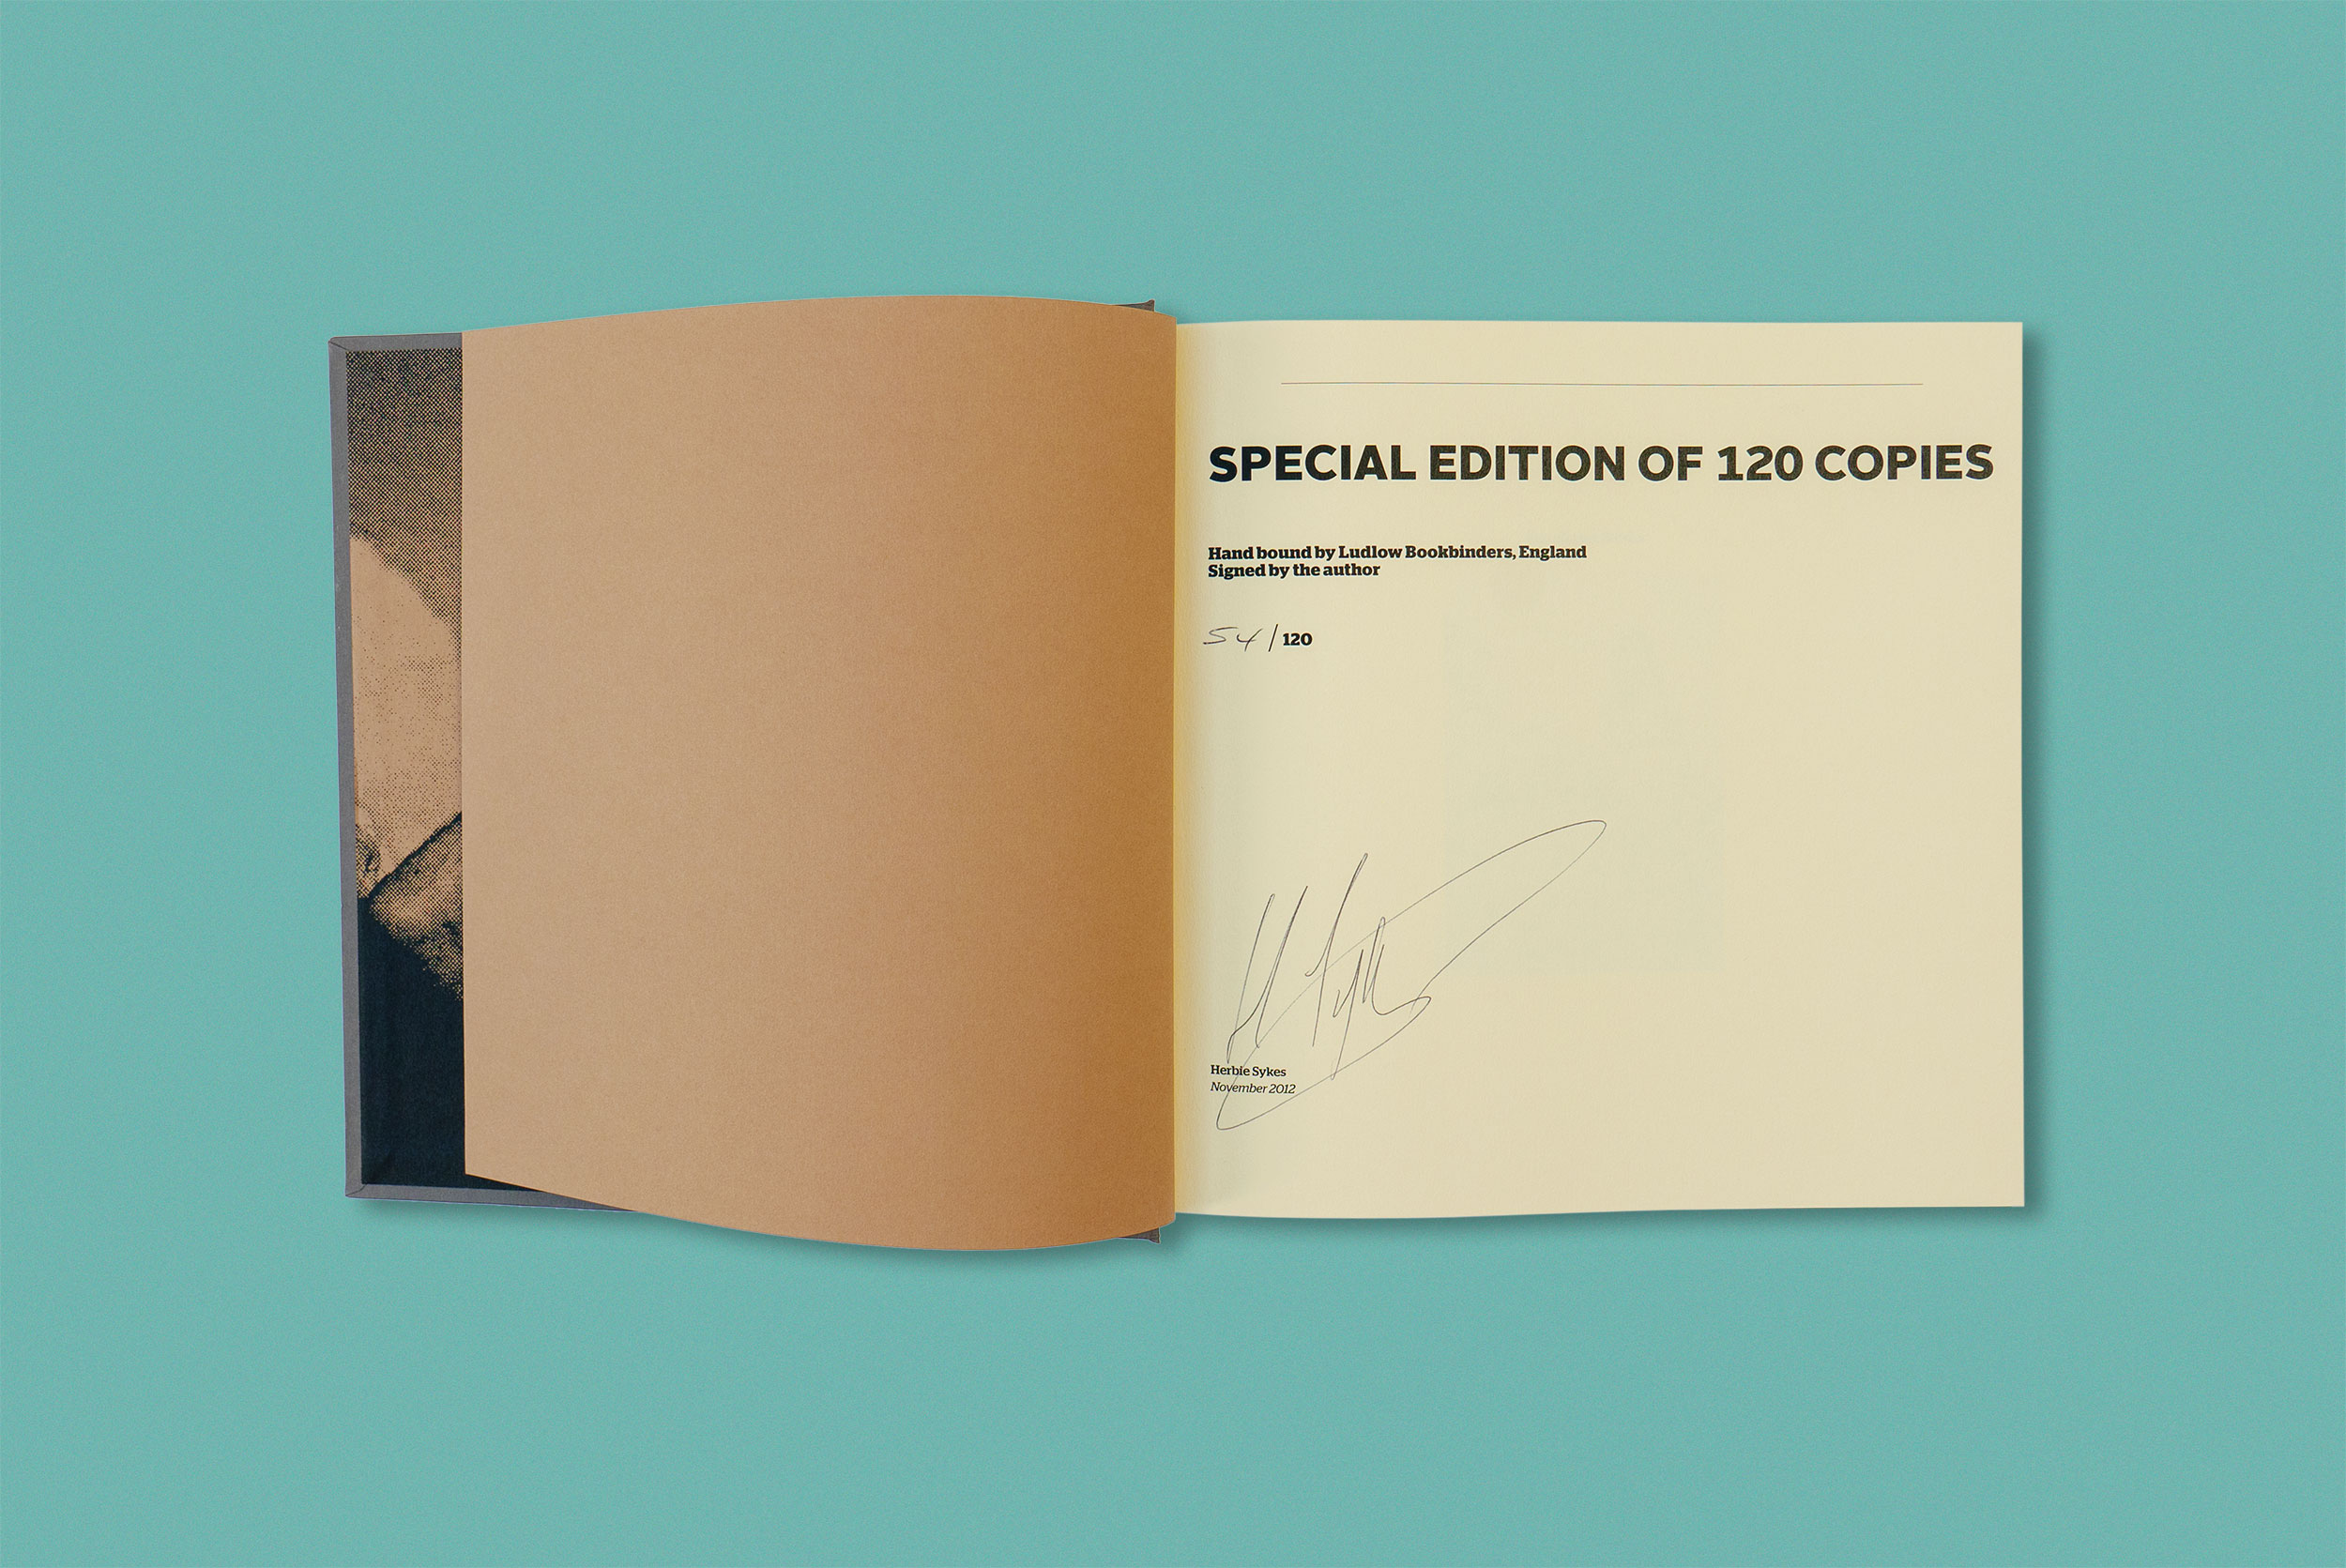 SPECIAL EDITION OF 120 COPIES
Hand bound by Ludlow Bookbinders, England
Signed by the author
54/120
H Sykes
Herbie Sykes
November 2012